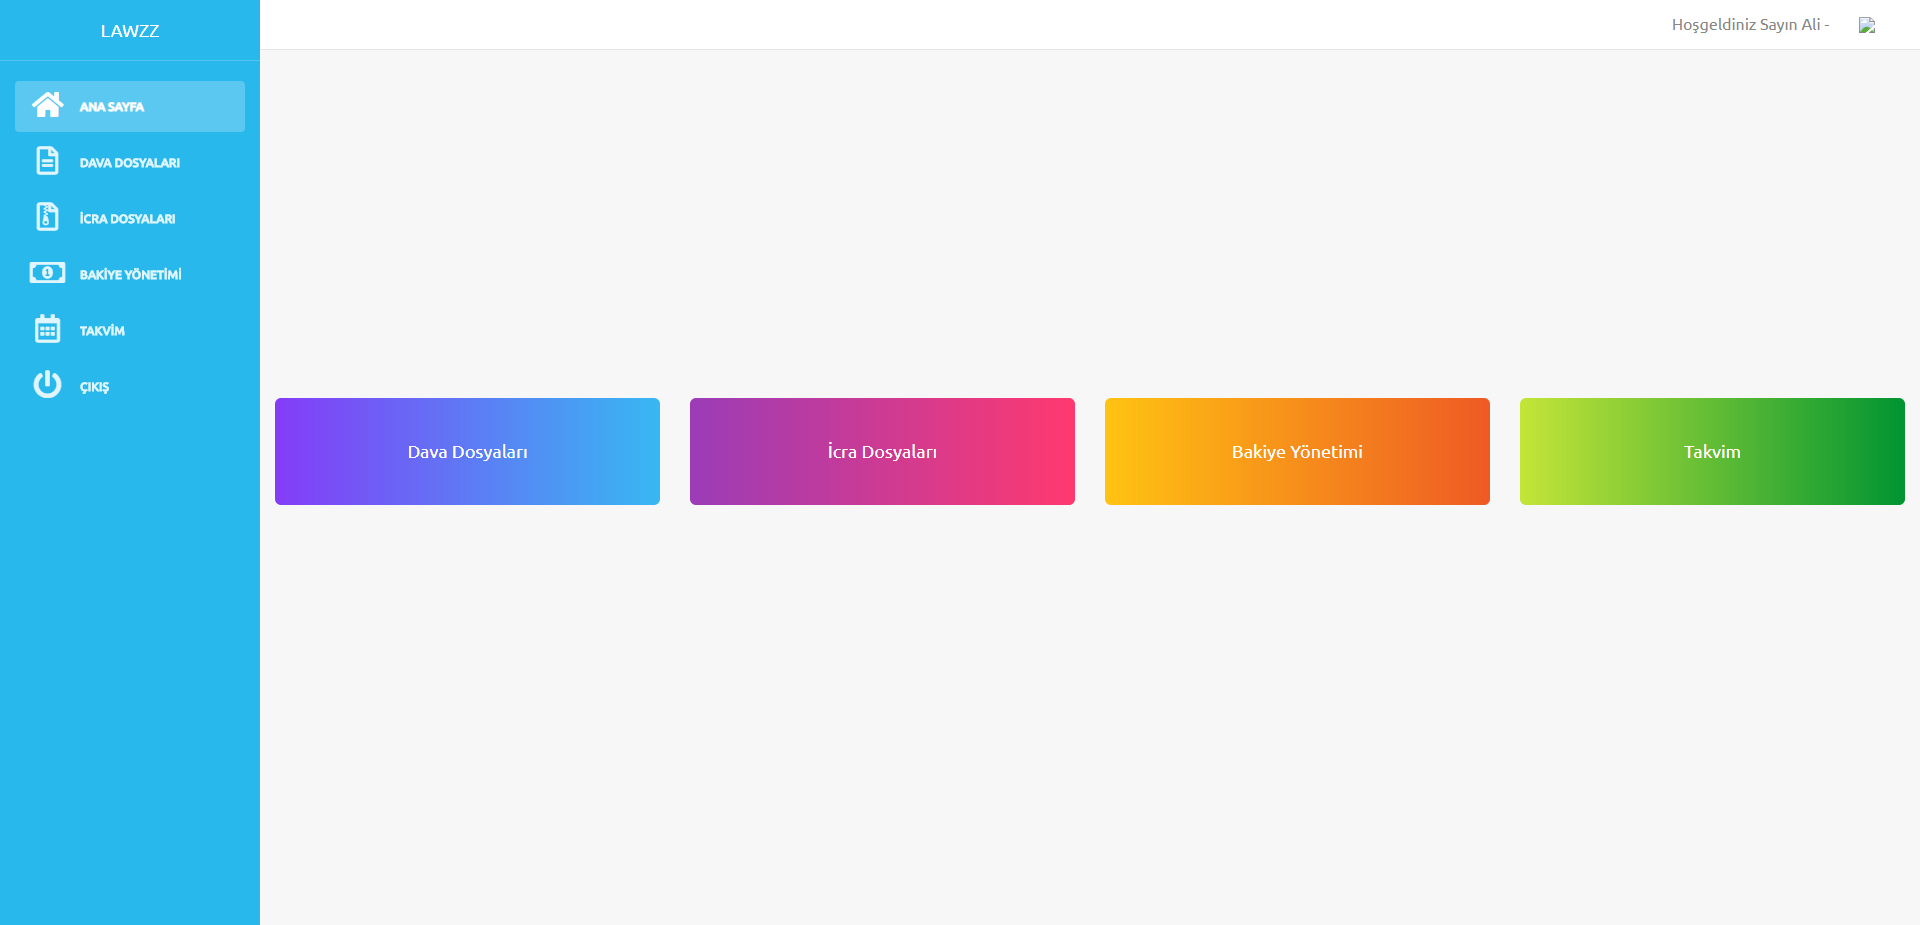 LAWZZ
Hoşgeldiniz Sayın Ali -
ANA SAYFA
DAVA DOSYALARI
İCRA DOSYALARI
BAKİYE YÖNETİMİ
TAKVİM
ÇIKIŞ
Dava Dosyaları
İcra Dosyaları
Bakiye Yönetimi
Takvim